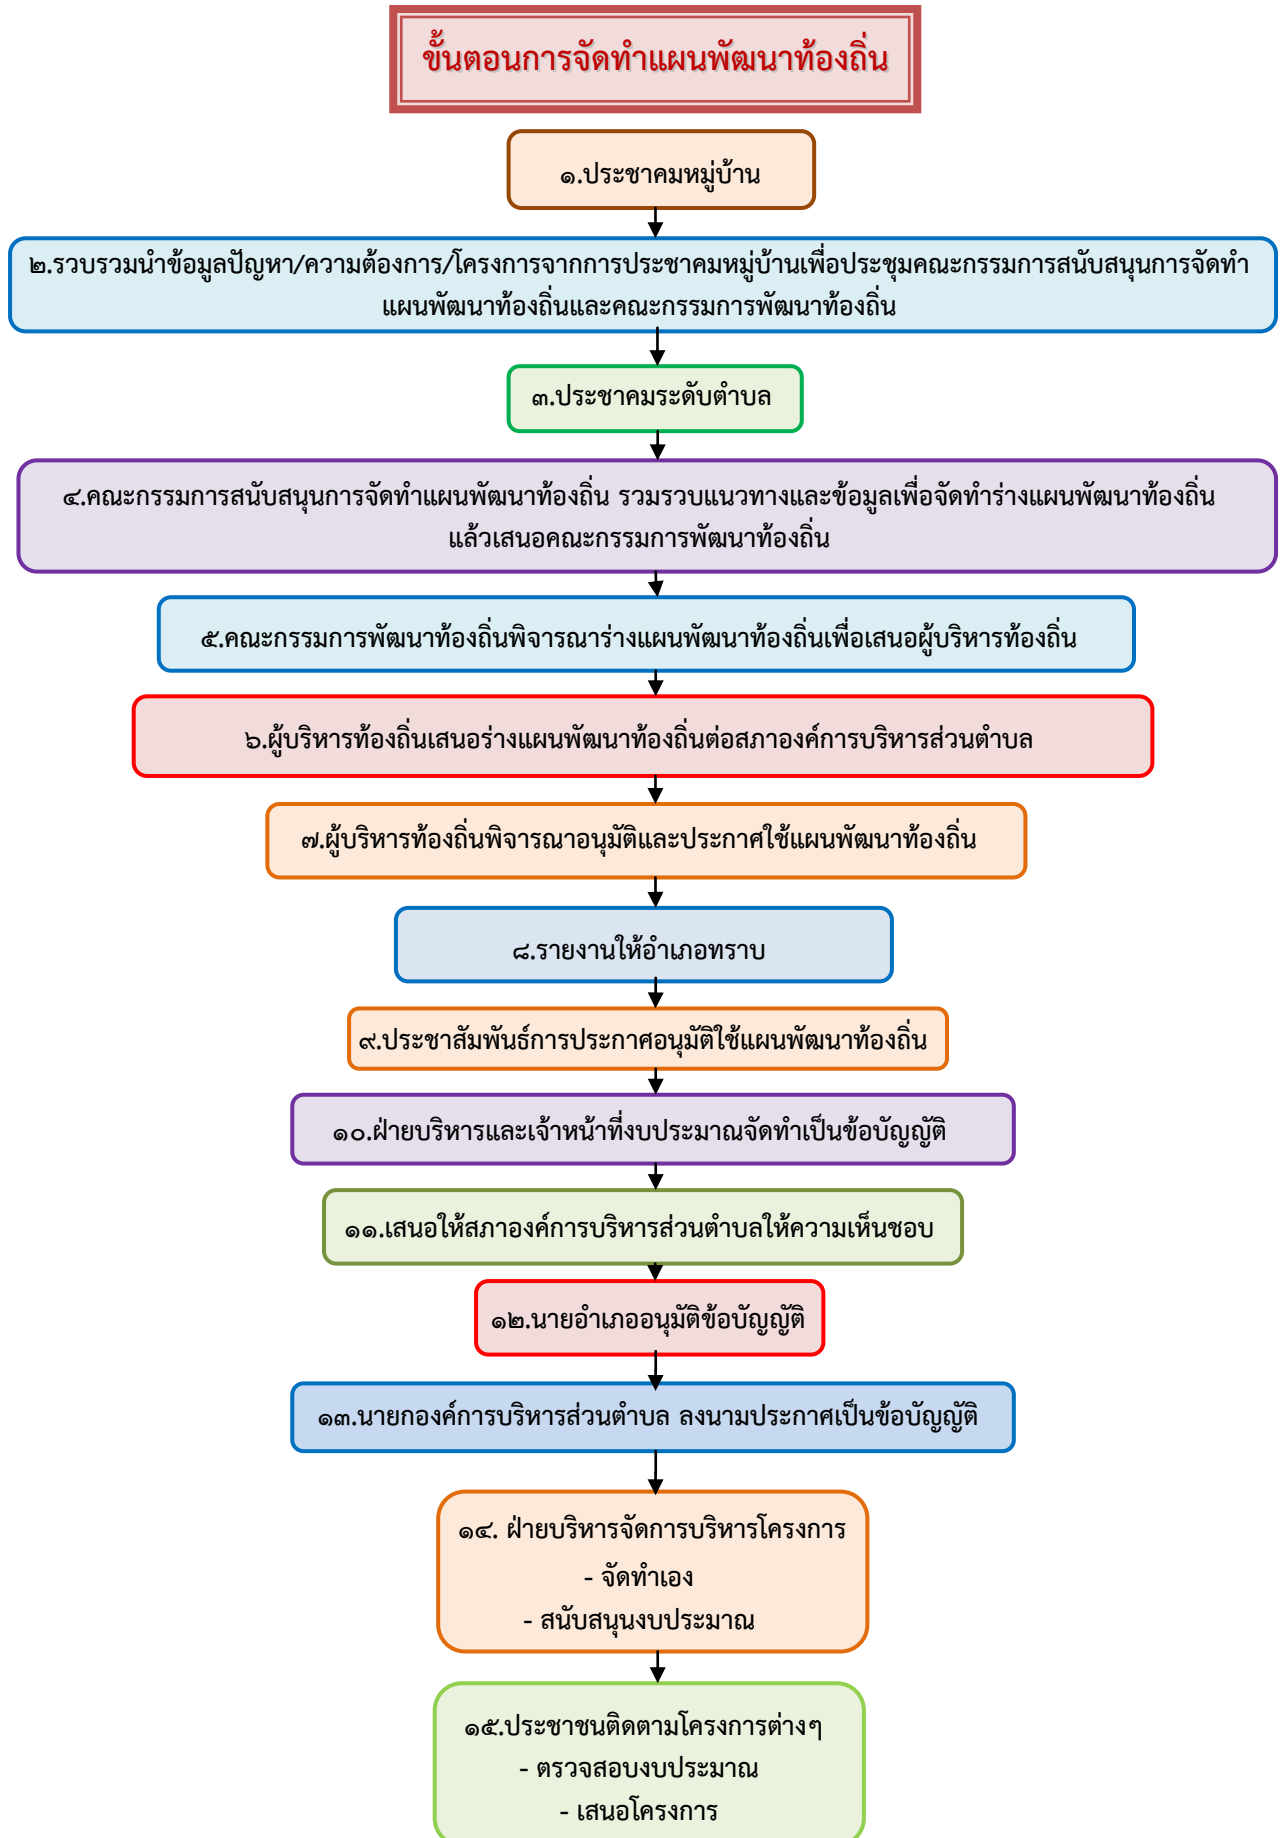 ขั้นตอนการจัดทำแผนพัฒนาท้องถิ่น
๑.ประชาคมหมู่บ้าน
๒.รวบรวมนำข้อมูลปัญหา/ความต้องการ/โครงการจากการประชาคมหมู่บ้านเพื่อประชุมคณะกรรมการสนับสนุนการจัดทำ
แผนพัฒนาท้องถิ่นและคณะกรรมการพัฒนาท้องถิ่น
๓.ประชาคมระดับตำบล
๔.คณะกรรมการสนับสนุนการจัดทำแผนพัฒนาท้องถิ่น รวมรวบแนวทางและข้อมูลเพื่อจัดทำร่างแผนพัฒนาท้องถิ่น
แล้วเสนอคณะกรรมการพัฒนาท้องถิ่น
๕.คณะกรรมการพัฒนาท้องถิ่นพิจารณาร่างแผนพัฒนาท้องถิ่นเพื่อเสนอผู้บริหารท้องถิ่น
๖.ผู้บริหารท้องถิ่นเสนอร่างแผนพัฒนาท้องถิ่นต่อสภาองค์การบริหารส่วนตำบล
๗.ผู้บริหารท้องถิ่นพิจารณาอนุมัติและประกาศใช้แผนพัฒนาท้องถิ่น
๘.รายงานให้อำเภอทราบ
๙.ประชาสัมพันธ์การประกาศอนุมัติใช้แผนพัฒนาท้องถิ่น
๑๐.ฝ่ายบริหารและเจ้าหน้าที่งบประมาณจัดทำเป็นข้อบัญญัติ
๑๑.เสนอให้สภาองค์การบริหารส่วนตำบลให้ความเห็นชอบ
๑๒.นายอำเภออนุมัติข้อบัญญัติ
๑๓.นายกองค์การบริหารส่วนตำบล ลงนามประกาศเป็นข้อบัญญัติ
๑๔. ฝ่ายบริหารจัดการบริหารโครงการ
- จัดทำเอง
- สนับสนุนงบประมาณ
๑๕.ประชาชนติดตามโครงการต่างๆ
- ตรวจสอบงบประมาณ
- เสนอโครงการ